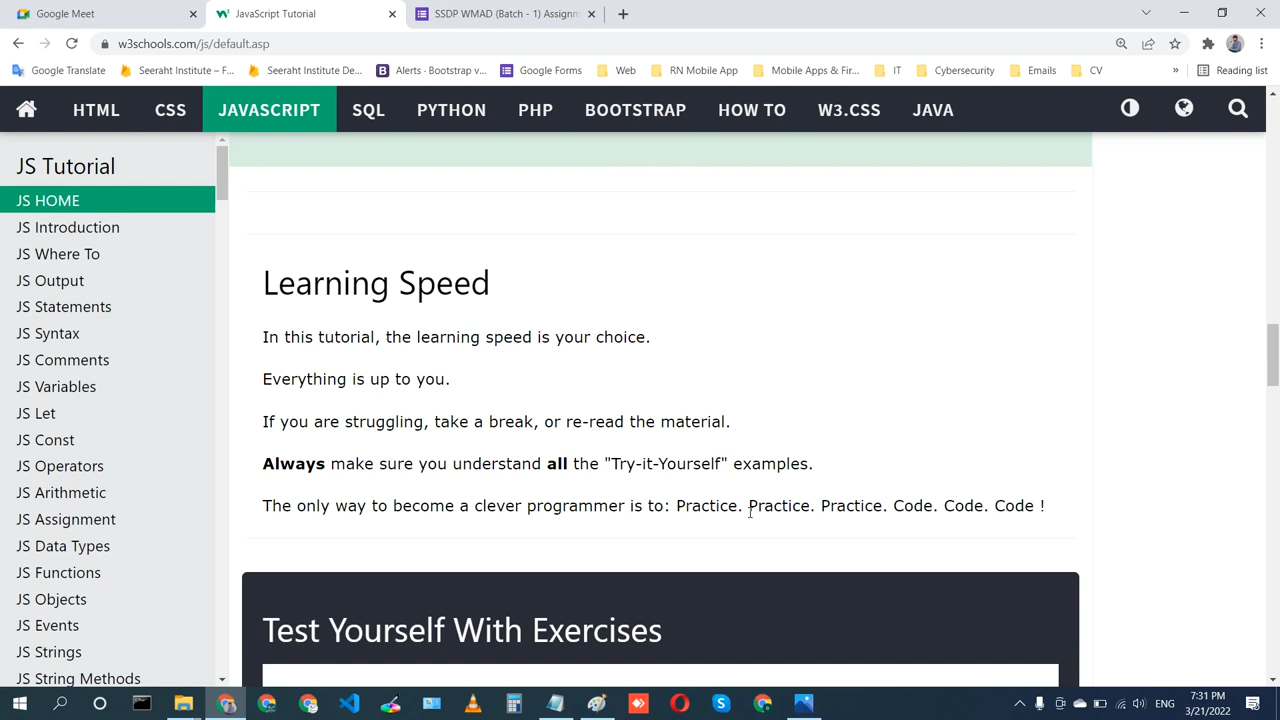 Google Meet
JavaScript Tutorial
SSDP WMAD (Batch - 1) Assignm
w3schools.com/js/default.asp
Google Translate
Seeraht Institute – F...
Seeraht Institute De...
Alerts · Bootstrap v...
Google Forms
Web
RN Mobile App
Mobile Apps & Fir...
IT
Cybersecurity
Emails
CV
»
Reading list
HTML
CSS
JAVASCRIPT
SQL
PYTHON
PHP
BOOTSTRAP
HOW TO
W3.CSS
JAVA
JS Tutorial
JS HOME
JS Introduction
JS Where To
JS Output
JS Statements
JS Syntax
JS Comments
JS Variables
JS Let
JS Const
JS Operators
JS Arithmetic
JS Assignment
JS Data Types
JS Functions
JS Objects
JS Events
JS Strings
JS String Methods
Learning Speed
In this tutorial, the learning speed is your choice.
Everything is up to you.
If you are struggling, take a break, or re-read the material.
Always make sure you understand all the "Try-it-Yourself" examples.
The only way to become a clever programmer is to: Practice. Practice. Practice. Code. Code. Code !
Test Yourself With Exercises
ENG
7:31 PM
3/21/2022